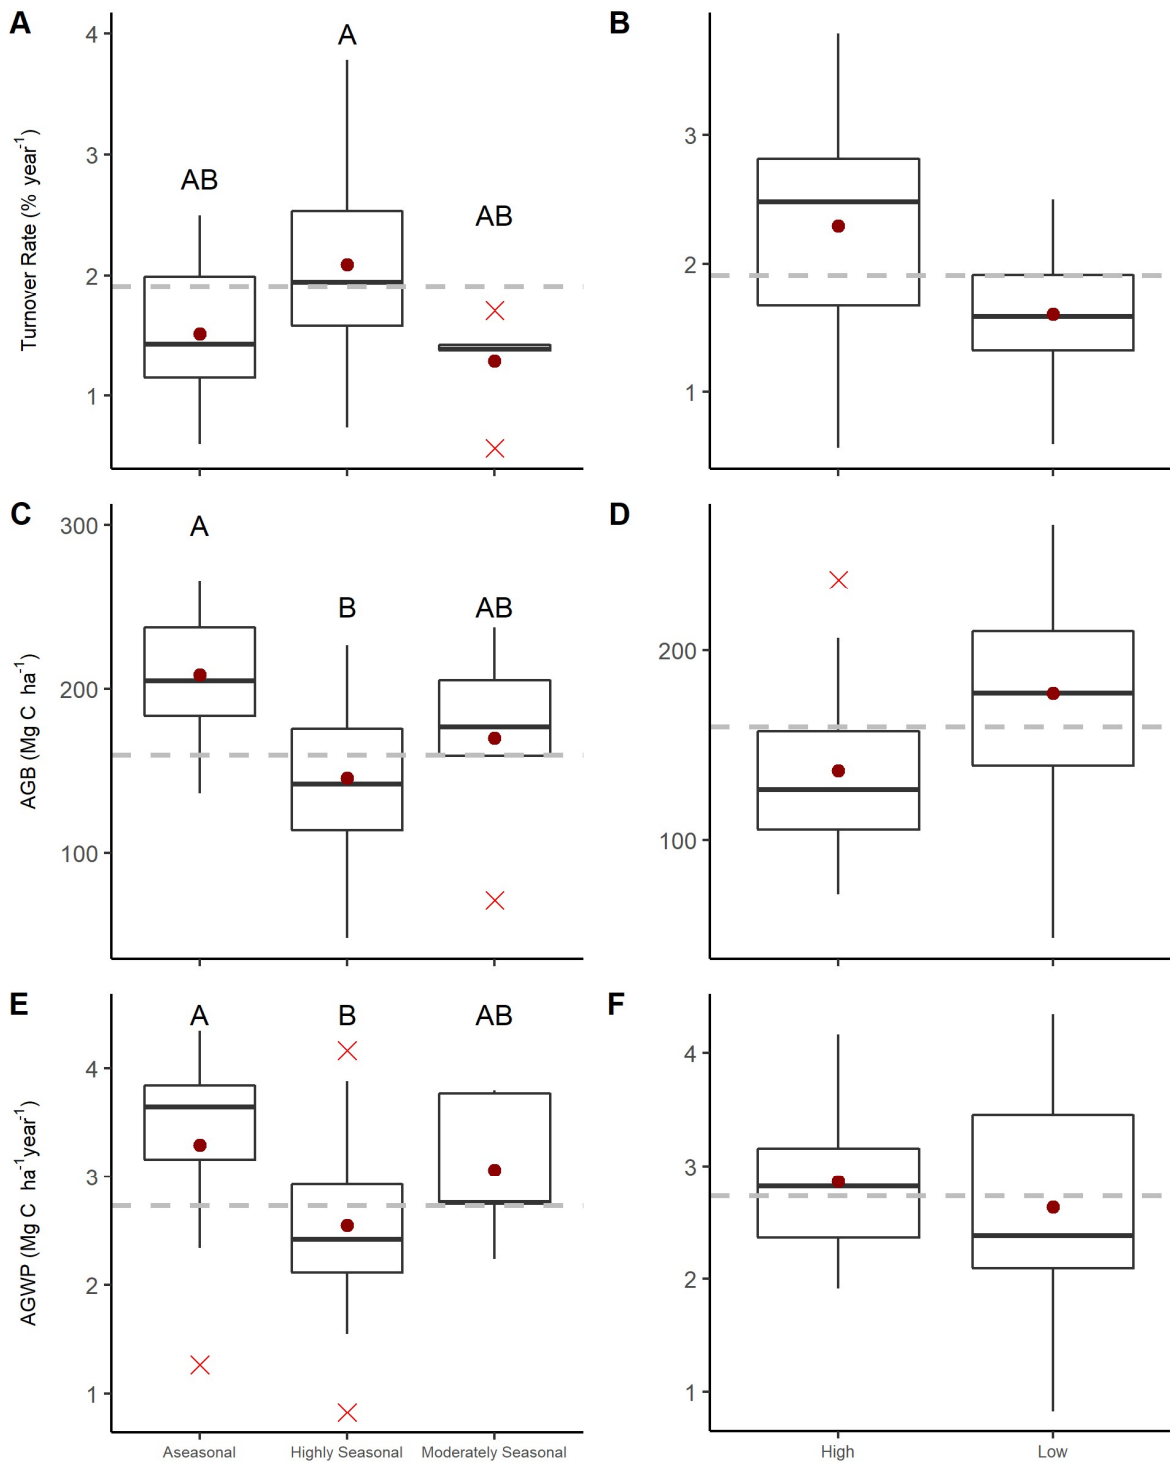 A
B
4
3
2
1
Turnover Rate (% year⁻¹)
AB
A
AB
3
2
1
C
D
300
200
100
AGB (Mg C ha⁻¹)
A
B
AB
200
100
E
F
4
3
2
1
AGWP (Mg C ha⁻¹year⁻¹)
A
B
AB
4
3
2
1
Aseasonal Highly Seasonal Moderately Seasonal
High Low